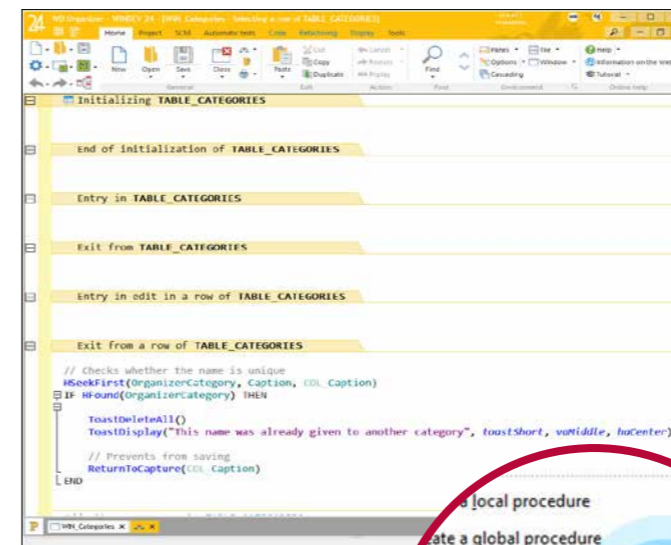 24 WD Organizer - WINDEV 24 - [WIN_Categories - Selecting a row of TABLE_CATEGORIES]
Home Project SCM Automatic tests Code Refactoring Display Tools
New Open Save Close Paste Cut Copy Duplicate Find Panes Options Cascading Tile Window Help Information on the Web Tutorial
General Edit Action Find Environment Online help
Initializing TABLE_CATEGORIES
End of initialization of TABLE_CATEGORIES
Entry in TABLE_CATEGORIES
Exit from TABLE_CATEGORIES
Entry in edit in a row of TABLE_CATEGORIES
Exit from a row of TABLE_CATEGORIES
// Checks whether the name is unique
HSeekFirst(OrganizerCategory, Caption, COL_Caption)
IF HFound(OrganizerCategory) THEN
ToastDeleteAll()
ToastDisplay("This name was already given to another category", toastShort, vaMiddle, haCenter)
// Prevents from saving
ReturnToCapture(COL_Caption)
END
WIN_Categories
a local procedure
eate a global procedure